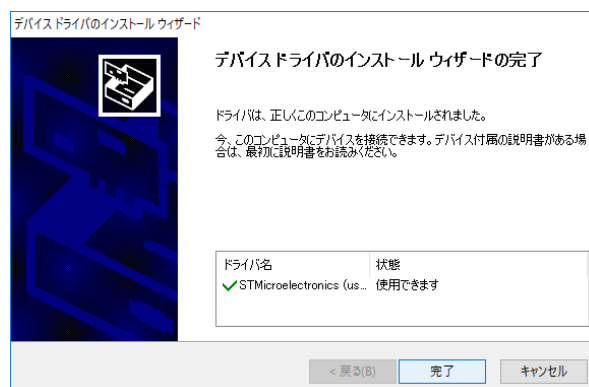 デバイス ドライバのインストール ウィザード
デバイス ドライバのインストール ウィザードの完了
ドライバは、正しくこのコンピュータにインストールされました。
今、このコンピュータにデバイスを接続できます。デバイス付属の説明書がある場
合は、最初に説明書をお読みください。
ドライバ名 状態
STMicroelectronics (us... 使用できます
< 戻る(B) 完了 キャンセル